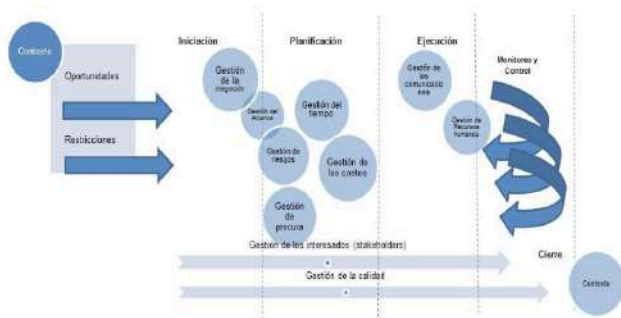 Contexto
Oportunidades
Restricciones
Iniciación
Planificación
Ejecución
Monitoreo y
Control
Gestión
de la
integración
Gestión del
Alcance
Gestión del
tiempo
Gestión de
riesgos
Gestión de
los costos
Gestión
de
procura
Gestión
de
las
comunicacio
nes
Gestión de
Recursos
humanos
Gestión de los interesados (stakeholders)
Gestión de la calidad
Cierre
Contexto